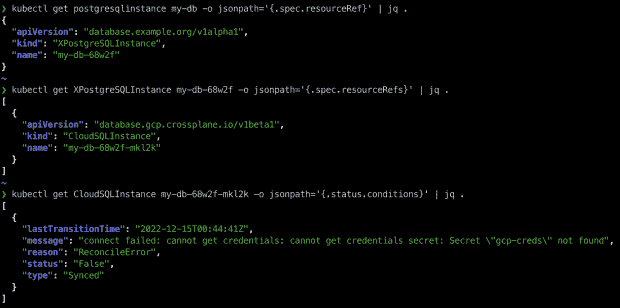 ❯ kubectl get postgresqlinstance my-db -o jsonpath='{.spec.resourceRef}' | jq .
{
  "apiVersion": "database.example.org/v1alpha1",
  "kind": "XPostgreSQLInstance",
  "name": "my-db-68w2f"
}
~
❯ kubectl get XPostgreSQLInstance my-db-68w2f -o jsonpath='{.spec.resourceRefs}' | jq .
[
  {
    "apiVersion": "database.gcp.crossplane.io/v1beta1",
    "kind": "CloudSQLInstance",
    "name": "my-db-68w2f-mkl2k"
  }
]
~
❯ kubectl get CloudSQLInstance my-db-68w2f-mkl2k -o jsonpath='{.status.conditions}' | jq .
[
  {
    "lastTransitionTime": "2022-12-15T00:44:41Z",
    "message": "connect failed: cannot get credentials: cannot get credentials secret: Secret \"gcp-creds\" not found",
    "reason": "ReconcileError",
    "status": "False",
    "type": "Synced"
  }
]